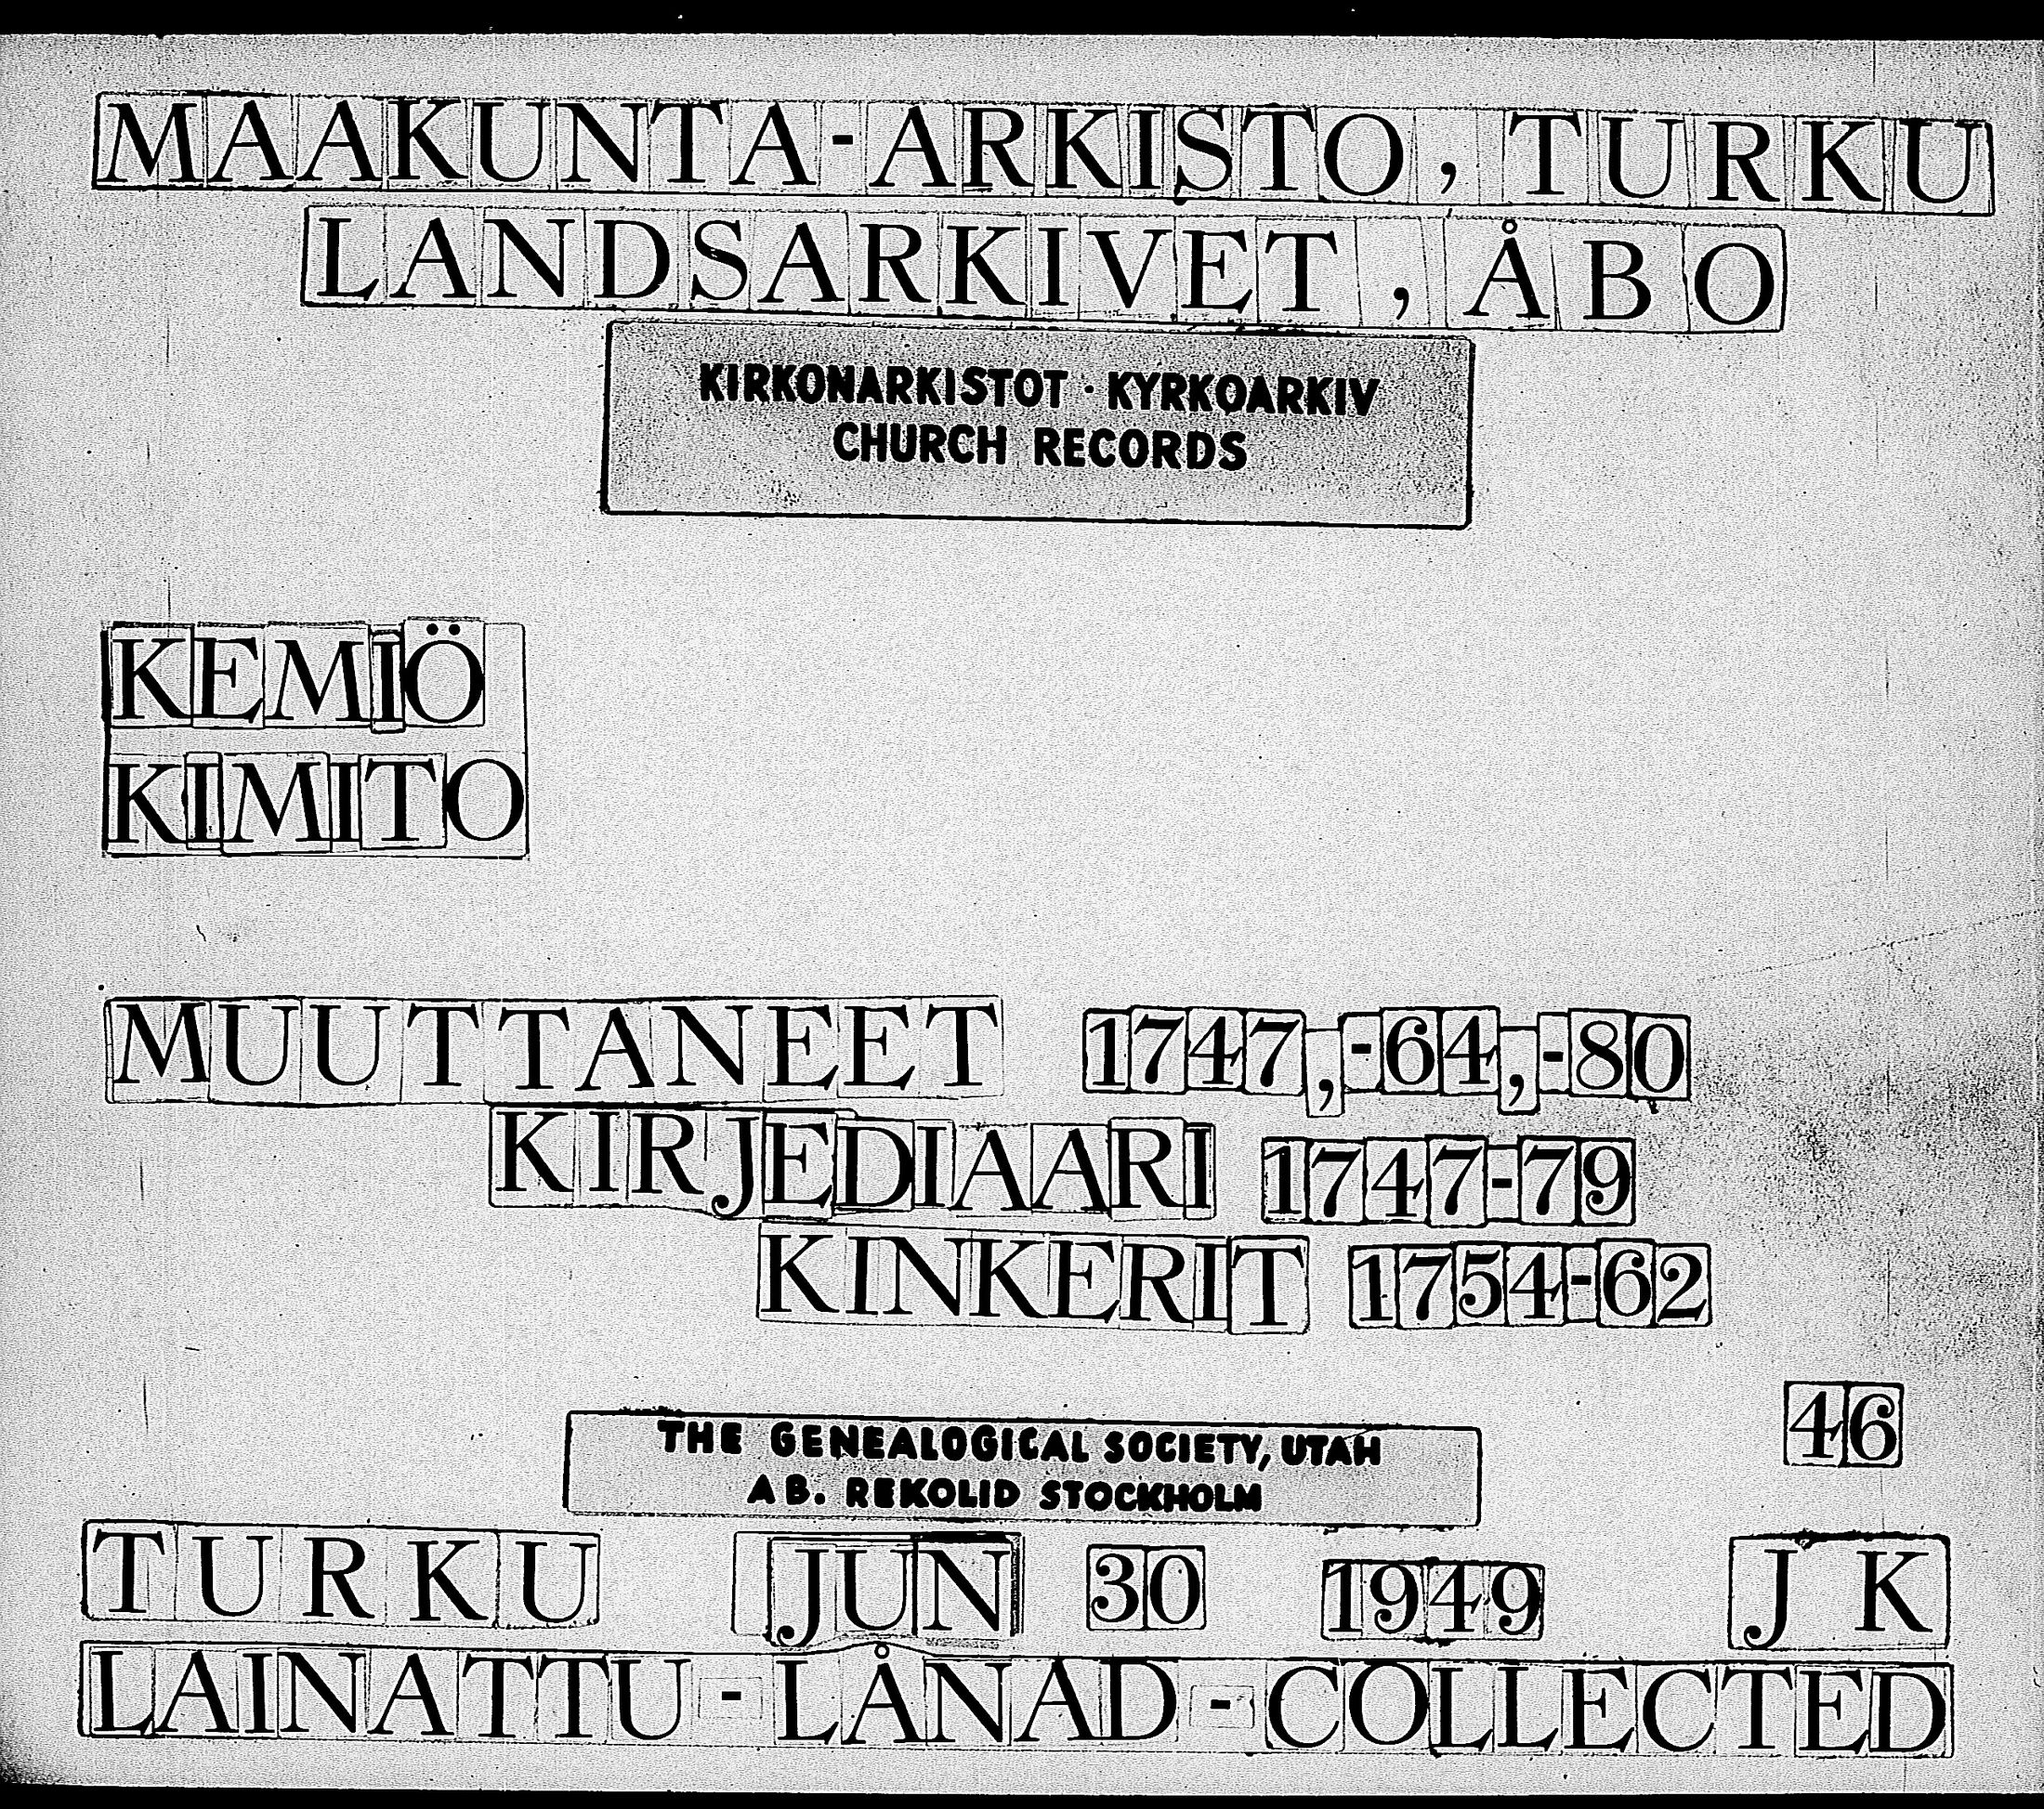 MAAKUNTA-ARKISTO, TURKU
LANDSARKIVET, ÅBO
KIRKONARKISTOT · KYRKOARKIV
CHURCH RECORDS
KEMIÖ
KIMITO
MUUTTANEET 1747,-64,-80
KIRJEDIAARI 1747-79
KINKERIT 1754-62
46
THE GENEALOGICAL SOCIETY, UTAH
AB. REKOLID STOCKHOLM
TURKU JUN 30 1949 J K
LAINATTU - LÅNAD - COLLECTED